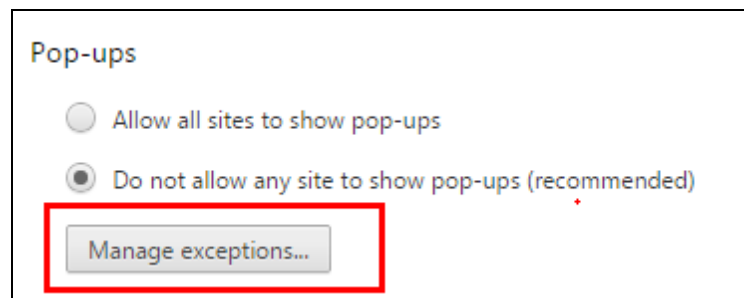 Pop-ups
Allow all sites to show pop-ups
Do not allow any site to show pop-ups (recommended)
Manage exceptions...